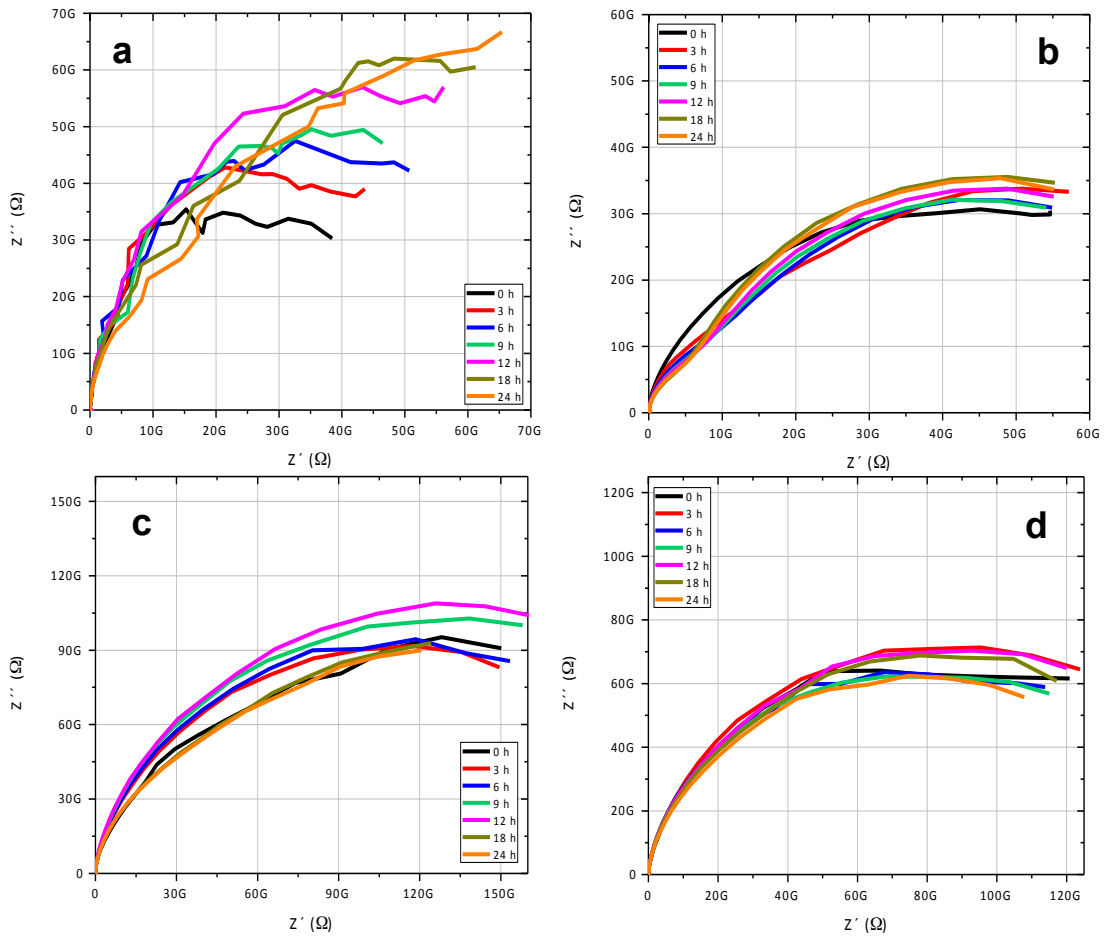 a
70G
60G
50G
40G
30G
20G
10G
0
Z´´ (Ω)
0 10G 20G 30G 40G 50G 60G 70G
Z´ (Ω)
0 h
3 h
6 h
9 h
12 h
18 h
24 h
b
60G
50G
40G
30G
20G
10G
0
Z´´ (Ω)
0 10G 20G 30G 40G 50G 60G
Z´ (Ω)
0 h
3 h
6 h
9 h
12 h
18 h
24 h
c
150G
120G
90G
60G
30G
0
Z´´ (Ω)
0 30G 60G 90G 120G 150G
Z´ (Ω)
0 h
3 h
6 h
9 h
12 h
18 h
24 h
d
120G
100G
80G
60G
40G
20G
0
Z´´ (Ω)
0 20G 40G 60G 80G 100G 120G
Z´ (Ω)
0 h
3 h
6 h
9 h
12 h
18 h
24 h